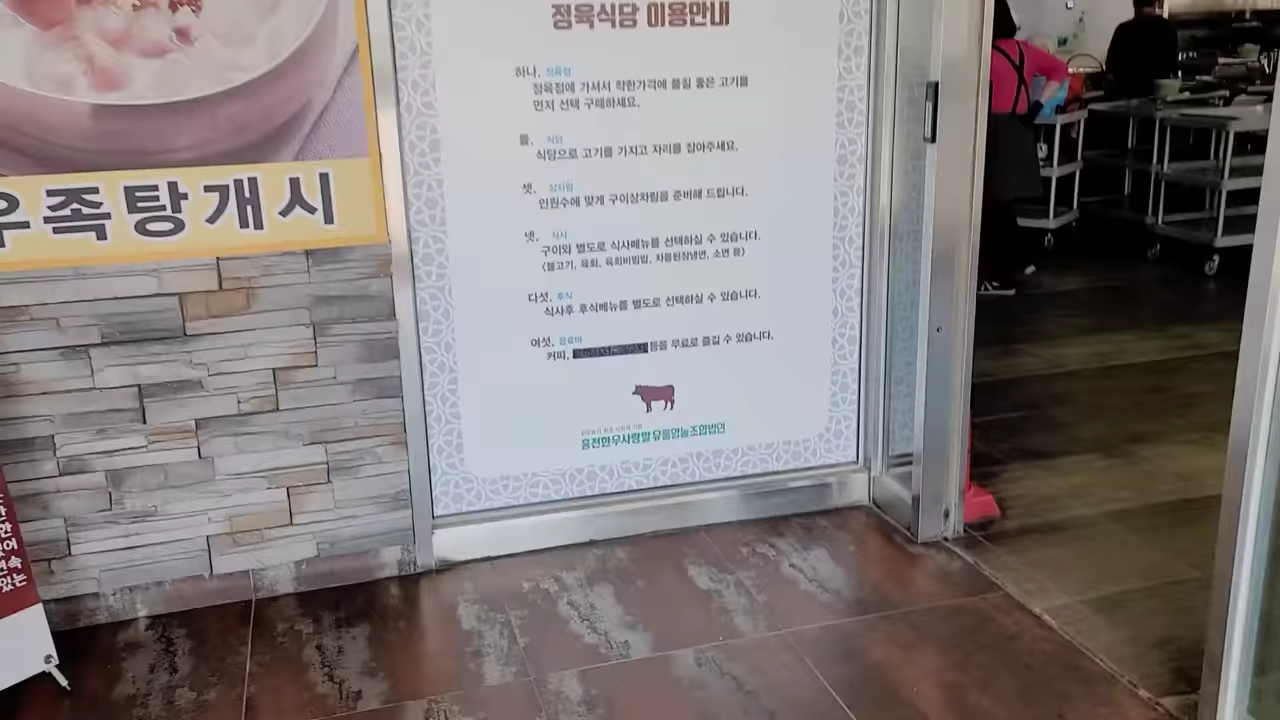 정육식당 이용안내
하나. 정육점
정육점에 가셔서 착한가격에 품질 좋은 고기를
먼저 선택 구매하세요.
둘. 식당
식당으로 고기를 가지고 자리를 잡아주세요.
셋. 상차림
인원수에 맞게 구이상차림을 준비해 드립니다.
넷. 식사
구이와 별도로 식사메뉴를 선택하실 수 있습니다.
(불고기, 육회, 육회비빔밥, 차돌된장냉면, 소면 등)
다섯. 후식
식사후 후식메뉴를 별도로 선택하실 수 있습니다.
여섯. 음료바
커피, 등을 무료로 즐길 수 있습니다.
홍천한우사랑말유통영농조합법인
우족탕개시
있는